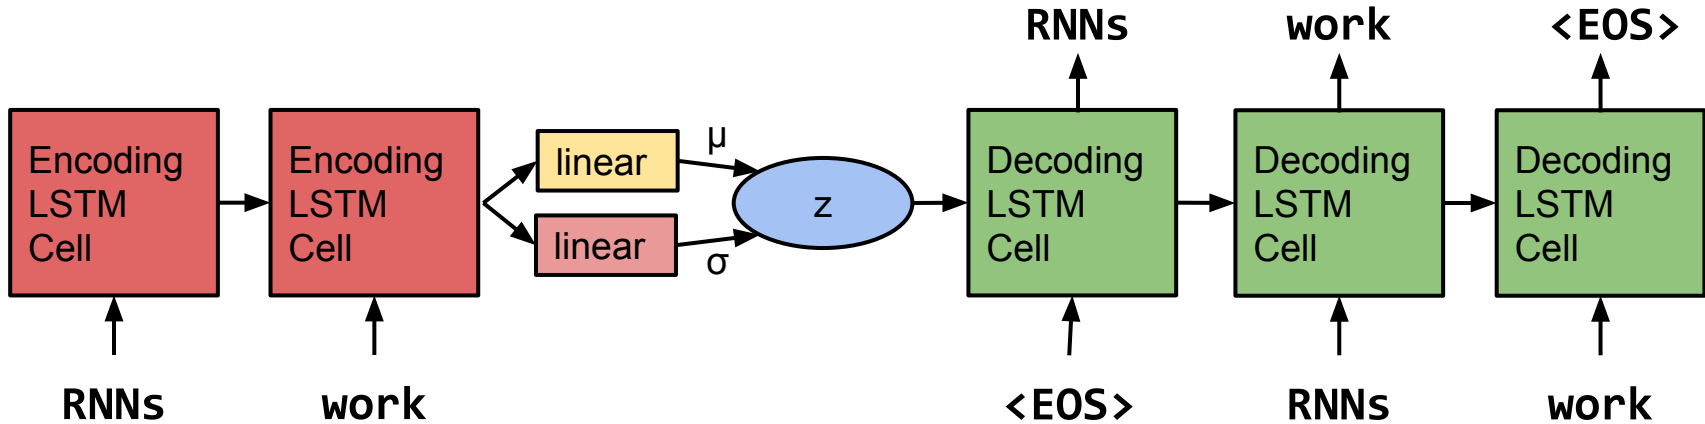 RNNs work <EOS>
Encoding
LSTM
Cell
Encoding
LSTM
Cell
linear
linear
μ
σ
z
Decoding
LSTM
Cell
Decoding
LSTM
Cell
Decoding
LSTM
Cell
RNNs work <EOS> RNNs work